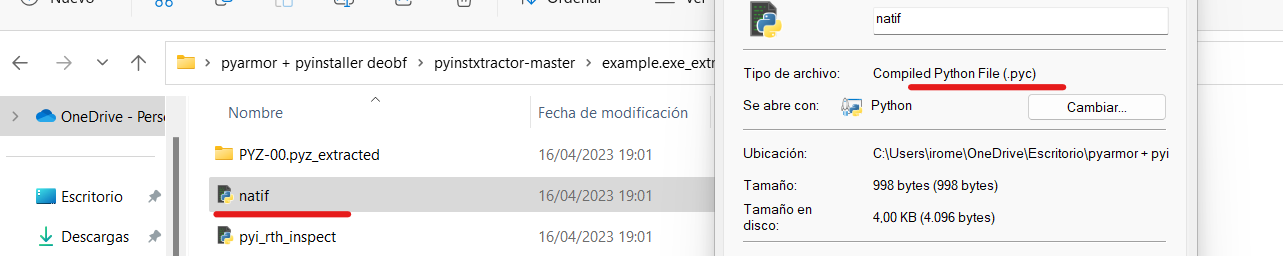 Nuevo
Ordenar
Ver
pyarmor + pyinstaller deobf
pyinstxtractor-master
example.exe_extr
OneDrive - Perso
Nombre
Fecha de modificación
PYZ-00.pyz_extracted
16/04/2023 19:01
Escritorio
natif
16/04/2023 19:01
Descargas
pyi_rth_inspect
16/04/2023 19:01
natif
Tipo de archivo:
Compiled Python File (.pyc)
Se abre con:
Python
Cambiar...
Ubicación:
C:\Users\irome\OneDrive\Escritorio\pyarmor + pyi
Tamaño:
998 bytes (998 bytes)
Tamaño en
disco:
4,00 KB (4.096 bytes)